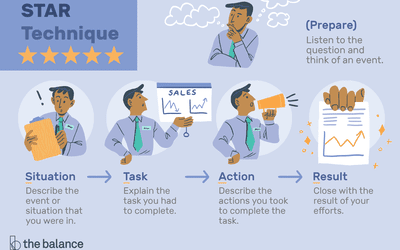 STAR
Technique
(Prepare)
Listen to the
question and
think of an event.
SALES
Situation
Describe the
event or
situation that
you were in.
Task
Explain the
task you had
to complete.
Action
Describe the
actions you took
to complete the
task.
Result
Close with the
result of your
efforts.
the balance